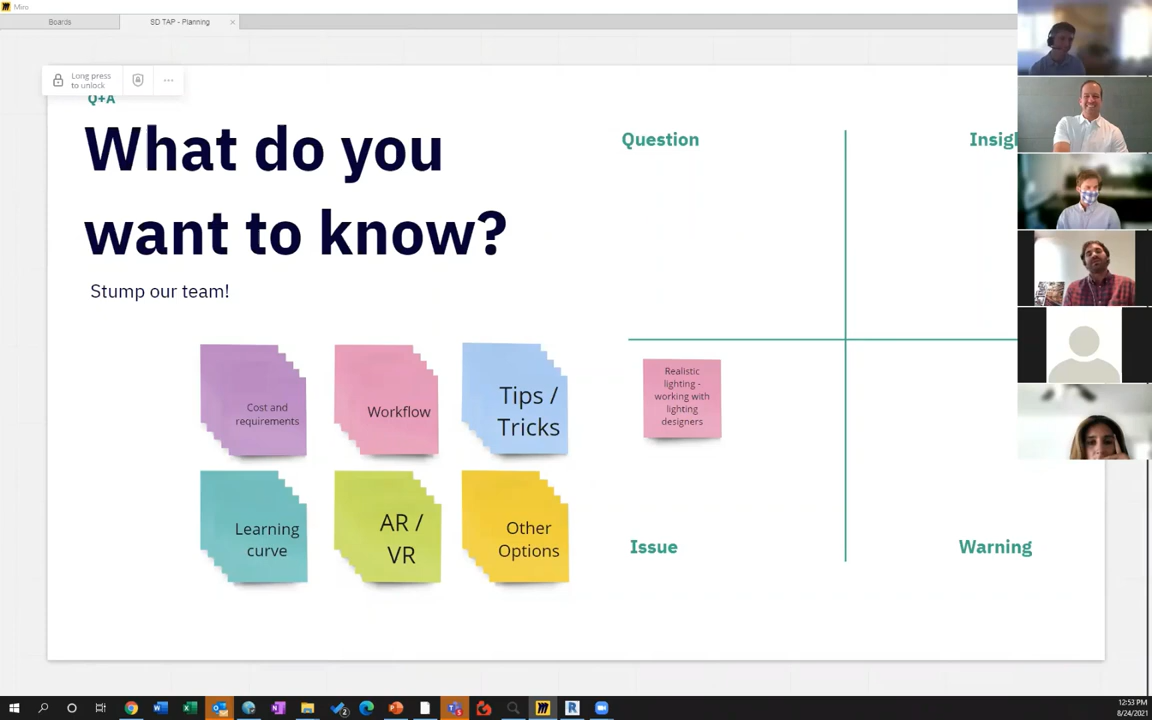 Miro
Boards
SD TAP - Planning
Long press
to unlock
Q+A
What do you
want to know?
Stump our team!
Question
Insig
Cost and
requirements
Workflow
Tips /
Tricks
Learning
curve
AR /
VR
Other
Options
Realistic
lighting -
working with
lighting
designers
Issue
Warning
12:53 PM
8/24/2021